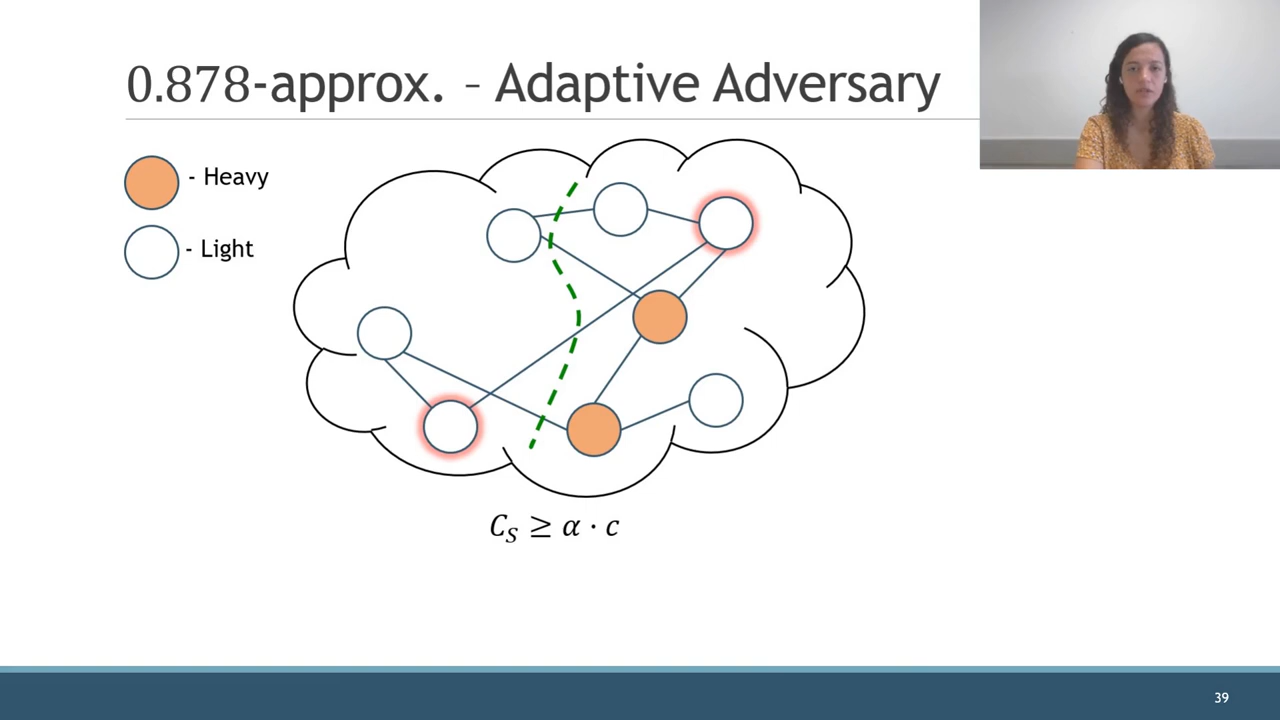 0.878-approx. – Adaptive Adversary
- Heavy
- Light
𝐶_𝑆 ≥ 𝛼 · 𝑐
39